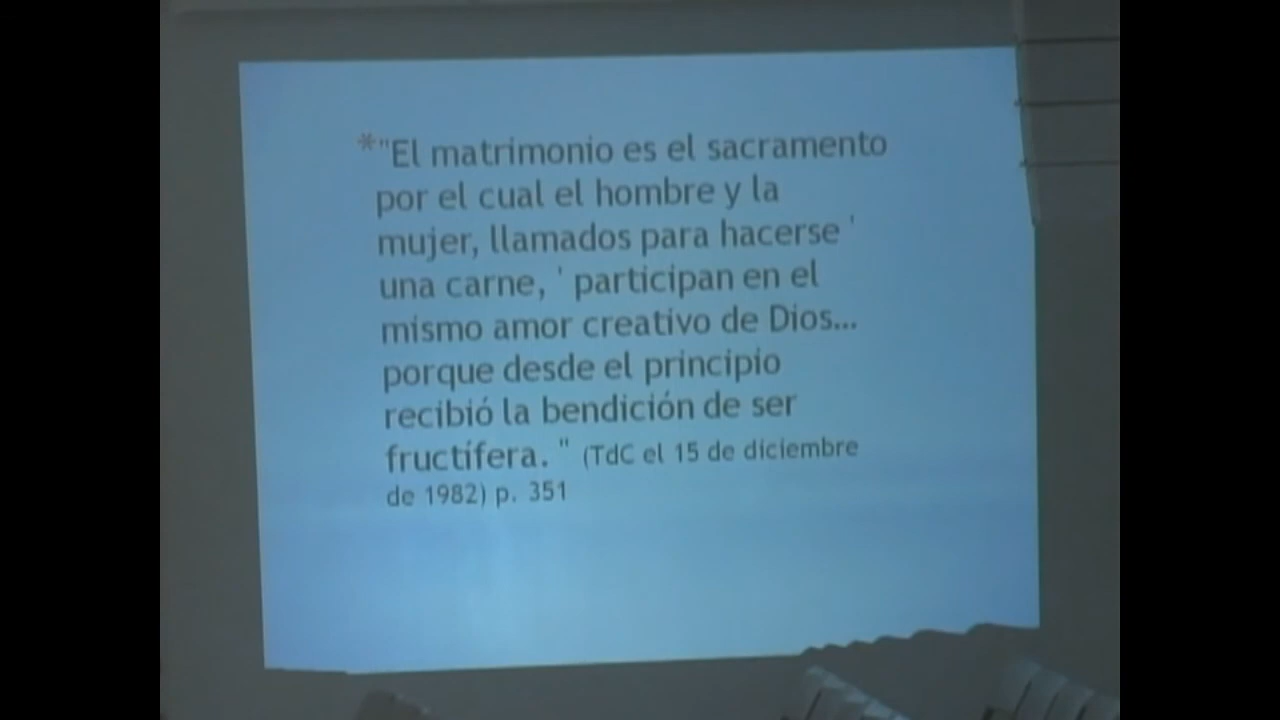 *"El matrimonio es el sacramento
por el cual el hombre y la
mujer, llamados para hacerse '
una carne, ' participan en el
mismo amor creativo de Dios...
porque desde el principio
recibió la bendición de ser
fructífera. " (TdC el 15 de diciembre
de 1982) p. 351